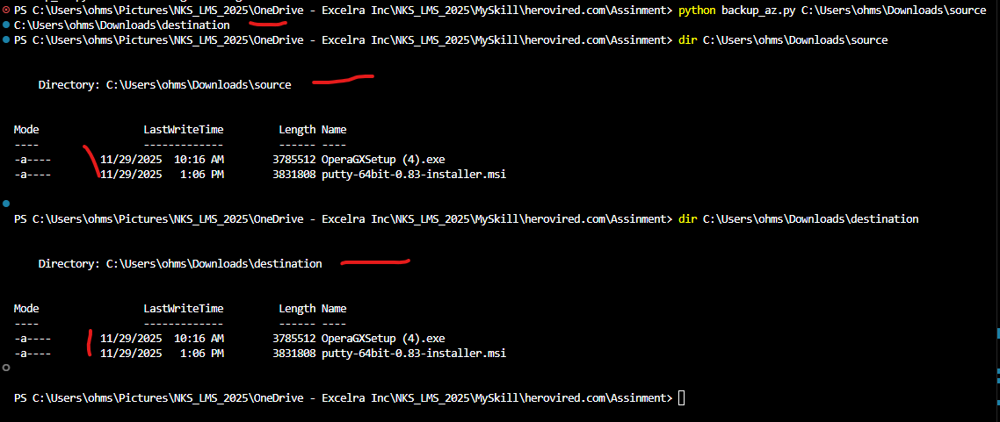 PS C:\Users\ohms\Pictures\NKS_LMS_2025\OneDrive - Excelra Inc\NKS_LMS_2025\MySkill\herovired.com\Assinment> python backup_az.py C:\Users\ohms\Downloads\source
C:\Users\ohms\Downloads\destination
PS C:\Users\ohms\Pictures\NKS_LMS_2025\OneDrive - Excelra Inc\NKS_LMS_2025\MySkill\herovired.com\Assinment> dir C:\Users\ohms\Downloads\source
Directory: C:\Users\ohms\Downloads\source
Mode LastWriteTime Length Name
---- ------------- ------ ----
-a---- 11/29/2025 10:16 AM 3785512 OperaGXSetup (4).exe
-a---- 11/29/2025 1:06 PM 3831808 putty-64bit-0.83-installer.msi
PS C:\Users\ohms\Pictures\NKS_LMS_2025\OneDrive - Excelra Inc\NKS_LMS_2025\MySkill\herovired.com\Assinment> dir C:\Users\ohms\Downloads\destination
Directory: C:\Users\ohms\Downloads\destination
Mode LastWriteTime Length Name
---- ------------- ------ ----
-a---- 11/29/2025 10:16 AM 3785512 OperaGXSetup (4).exe
-a---- 11/29/2025 1:06 PM 3831808 putty-64bit-0.83-installer.msi
PS C:\Users\ohms\Pictures\NKS_LMS_2025\OneDrive - Excelra Inc\NKS_LMS_2025\MySkill\herovired.com\Assinment>